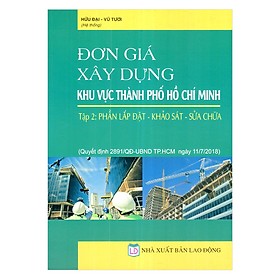 HỮU ĐẠI - VŨ TƯƠI
(Hệ thống)
ĐƠN GIÁ
XÂY DỰNG
KHU VỰC THÀNH PHỐ HỒ CHÍ MINH
Tập 2: PHẦN LẮP ĐẶT - KHẢO SÁT - SỬA CHỮA
(Quyết định 2891/QĐ-UBND TP.HCM ngày 11/7/2018)
LĐ
NHÀ XUẤT BẢN LAO ĐỘNG